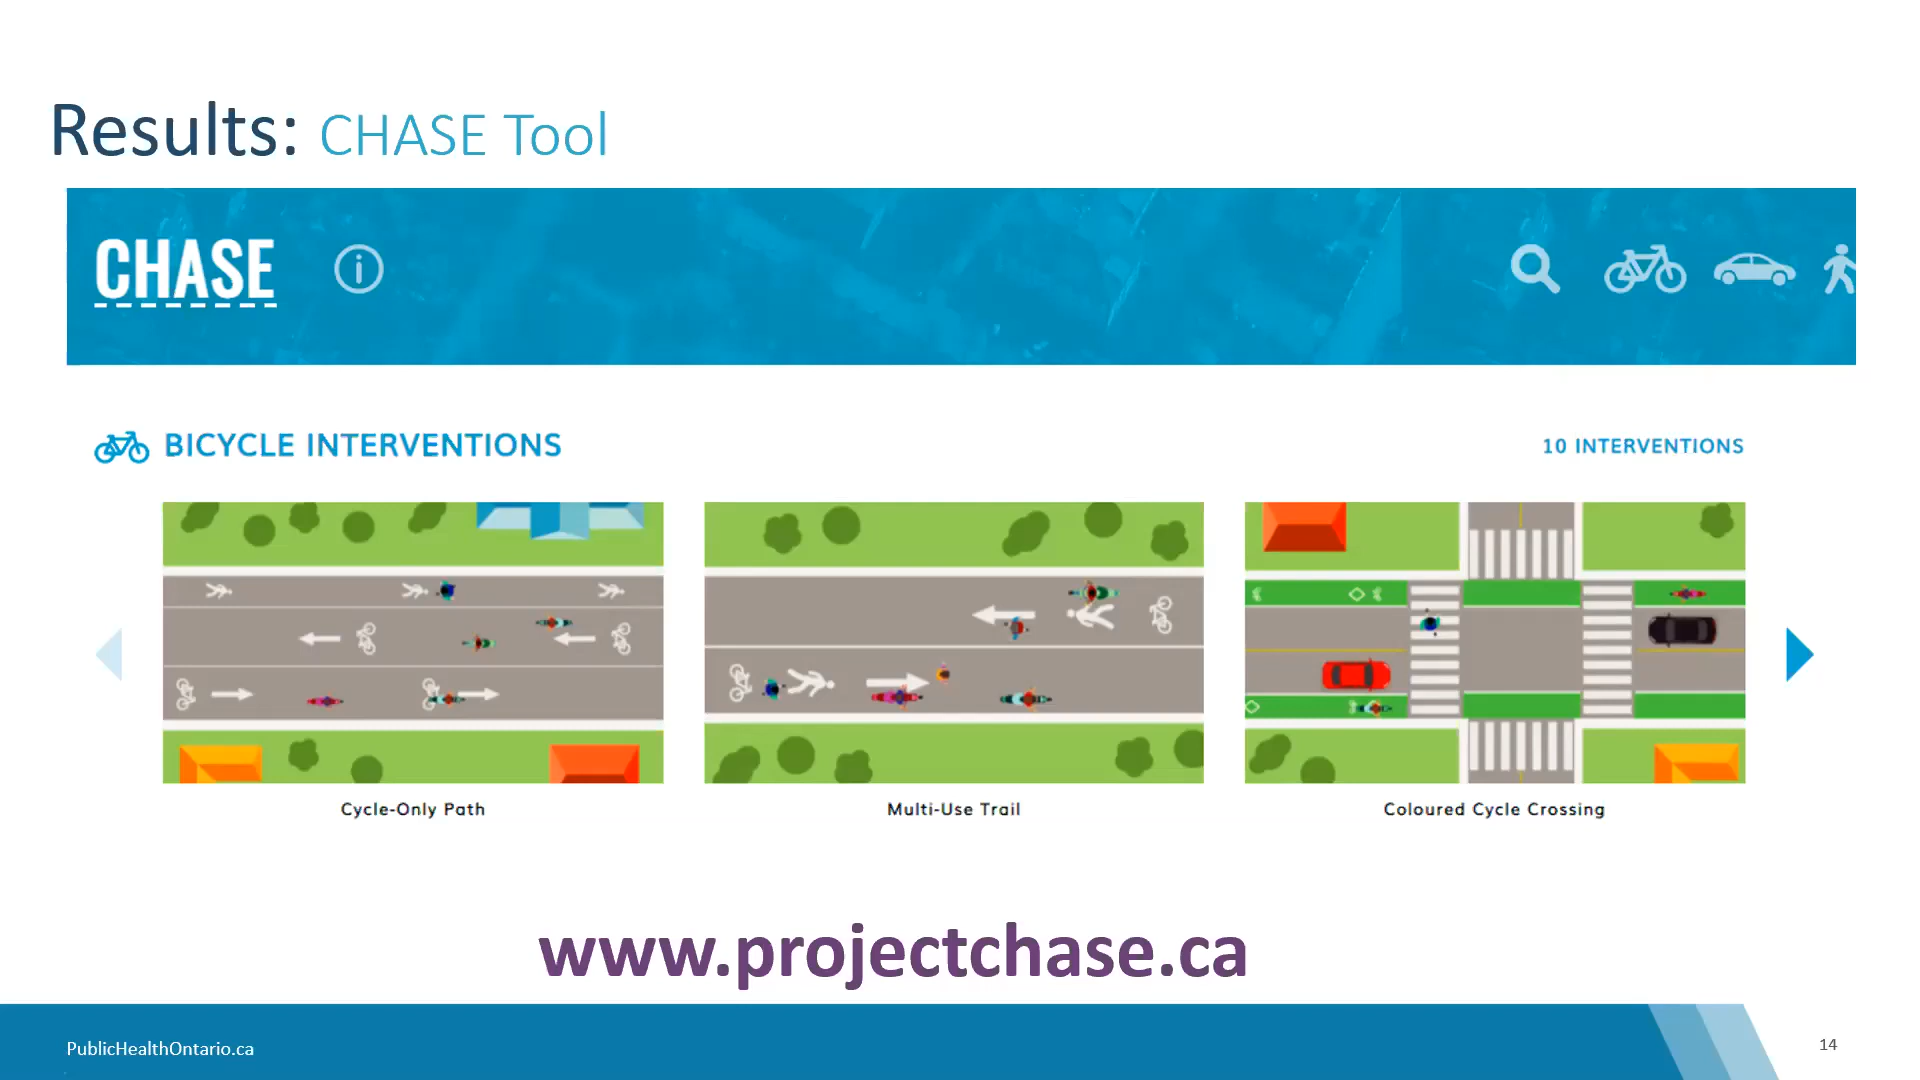 Results: CHASE Tool
CHASE
BICYCLE INTERVENTIONS
10 INTERVENTIONS
Cycle-Only Path
Multi-Use Trail
Coloured Cycle Crossing
www.projectchase.ca
PublicHealthOntario.ca
14